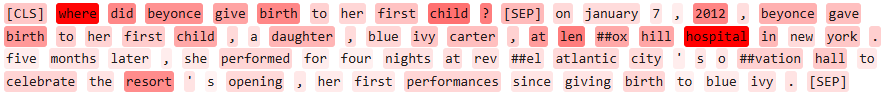 [CLS] where did beyonce give birth to her first child ? [SEP] on january 7 , 2012 , beyonce gave
birth to her first child , a daughter , blue ivy carter , at len ##ox hill hospital in new york .
five months later , she performed for four nights at rev ##el atlantic city ' s o ##vation hall to
celebrate the resort ' s opening , her first performances since giving birth to blue ivy . [SEP]